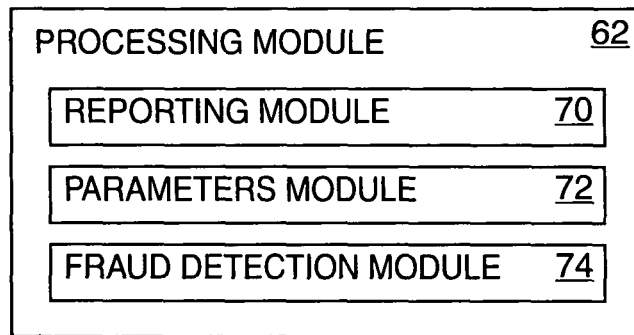 PROCESSING MODULE 62
REPORTING MODULE 70
PARAMETERS MODULE 72
FRAUD DETECTION MODULE 74